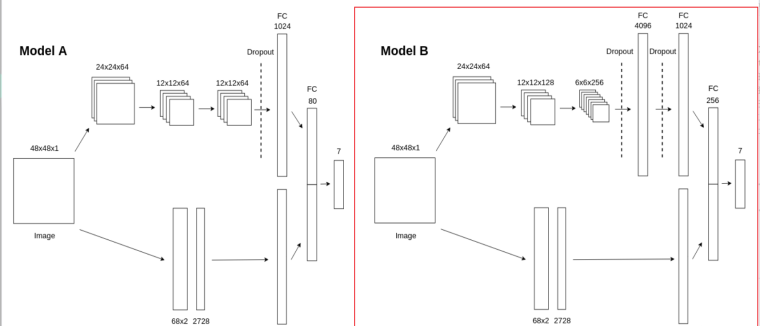 Model A
48x48x1
Image
24x24x64
12x12x64
12x12x64
Dropout
FC
1024
FC
80
7
68x2
2728
Model B
48x48x1
Image
24x24x64
12x12x128
6x6x256
Dropout
FC
4096
Dropout
FC
1024
FC
256
7
68x2
2728